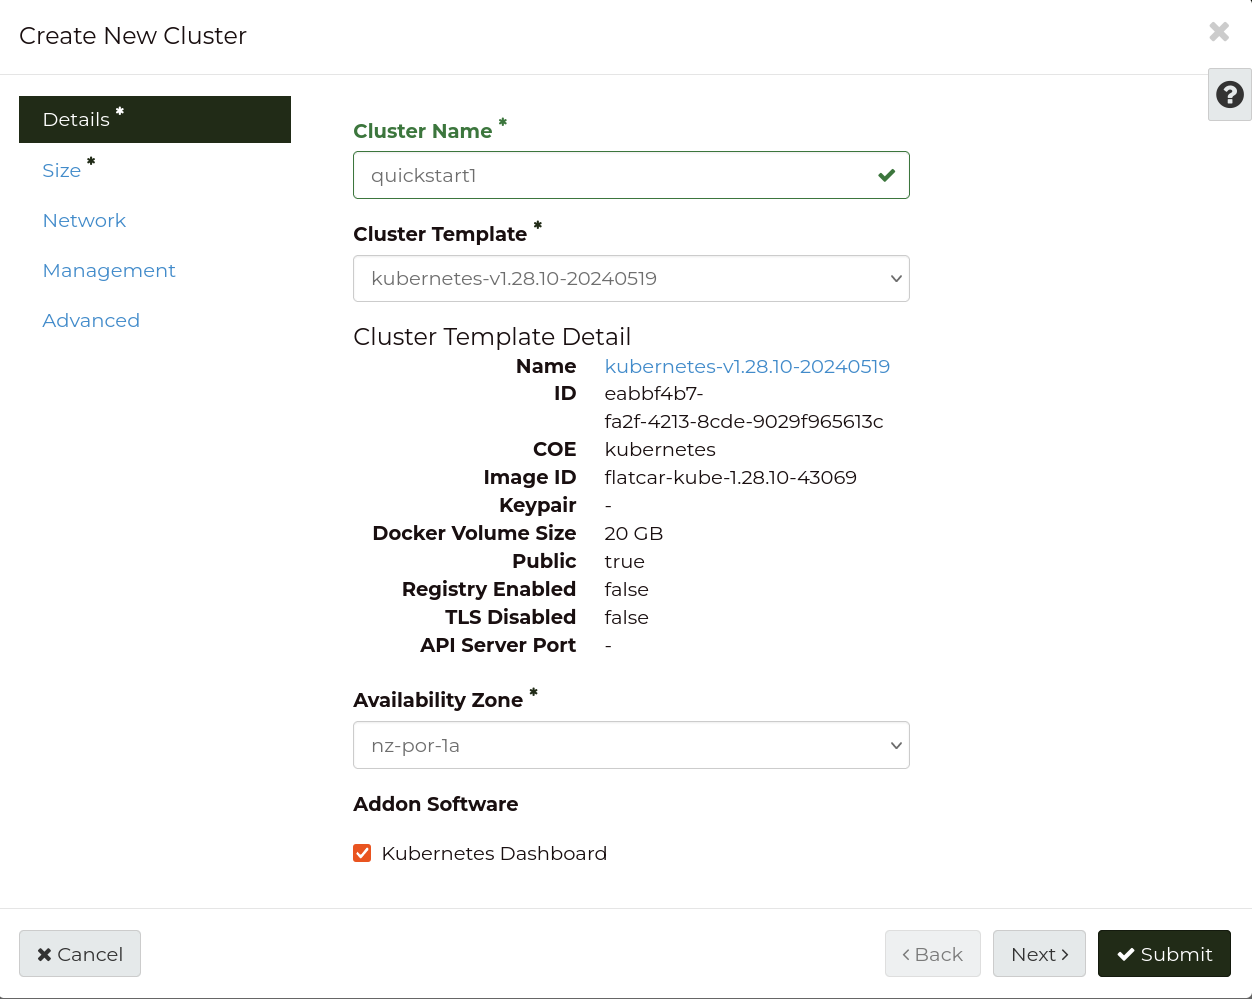 Create New Cluster
Details *
Size *
Network
Management
Advanced
Cluster Name *
quickstart1
Cluster Template *
kubernetes-v1.28.10-20240519
Cluster Template Detail
Name kubernetes-v1.28.10-20240519
ID eabbf4b7-
fa2f-4213-8cde-9029f965613c
COE kubernetes
Image ID flatcar-kube-1.28.10-43069
Keypair -
Docker Volume Size 20 GB
Public true
Registry Enabled false
TLS Disabled false
API Server Port -
Availability Zone *
nz-por-1a
Addon Software
Kubernetes Dashboard
Cancel
Back
Next
Submit